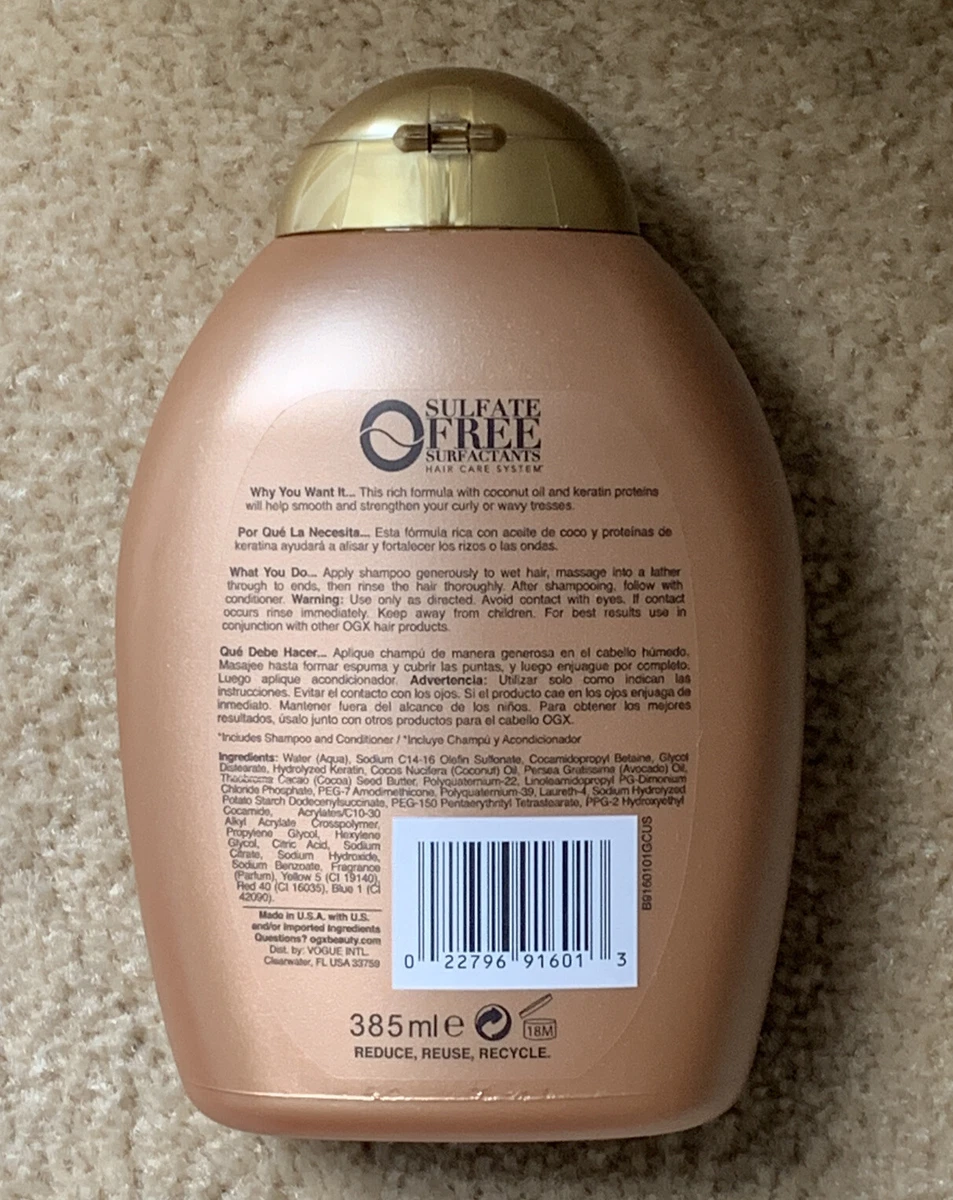 SULFATE
FREE
SURFACTANTS
HAIR CARE SYSTEM™
Why You Want It... This rich formula with coconut oil and keratin proteins
will help smooth and strengthen your curly or wavy tresses.
Por Qué La Necesita... Esta fórmula rica con aceite de coco y proteínas de
keratina ayudará a alisar y fortalecer los rizos o las ondas.
What You Do... Apply shampoo generously to wet hair, massage into a lather
through to ends, then rinse the hair thoroughly. After shampooing, follow with
conditioner. Warning: Use only as directed. Avoid contact with eyes. If contact
occurs rinse immediately. Keep away from children. For best results use in
conjunction with other OGX hair products.
Qué Debe Hacer... Aplique champú de manera generosa en el cabello húmedo.
Masajee hasta formar espuma y cubrir las puntas, y luego enjuague por completo.
Luego aplique acondicionador. Advertencia: Utilizar solo como indican las
instrucciones. Evitar el contacto con los ojos. Si el producto cae en los ojos enjuaga de
inmediato. Mantener fuera del alcance de los niños. Para obtener los mejores
resultados, úsalo junto con otros productos para el cabello OGX.
*Includes Shampoo and Conditioner / *Incluye Champú y Acondicionador
Ingredients: Water (Aqua), Sodium C14-16 Olefin Sulfonate, Cocamidopropyl Betaine, Glycol
Distearate, Hydrolyzed Keratin, Cocos Nucifera (Coconut) Oil, Persea Gratissima (Avocado) Oil,
Theobroma Cacao (Cocoa) Seed Butter, Polyquaternium-22, Linoleamidopropyl PG-Dimonium
Chloride Phosphate, PEG-7 Amodimethicone, Polyquaternium-39, Laureth-4, Sodium Hydrolyzed
Potato Starch Dodecenylsuccinate, PEG-150 Pentaerythrityl Tetrastearate, PPG-2 Hydroxyethyl
Cocamide, Acrylates/C10-30
Alkyl Acrylate Crosspolymer,
Propylene Glycol, Hexylene
Glycol, Citric Acid, Sodium
Citrate, Sodium Hydroxide,
Sodium Benzoate, Fragrance
(Parfum), Yellow 5 (CI 19140),
Red 40 (CI 16035), Blue 1 (CI
42090).
Made in U.S.A. with U.S.
and/or Imported Ingredients
Questions? ogxbeauty.com
Dist. by: VOGUE INTL.
Clearwater, FL USA 33759
B9160101GCUS
0 22796 91601 3
385ml e 18M
REDUCE, REUSE, RECYCLE.